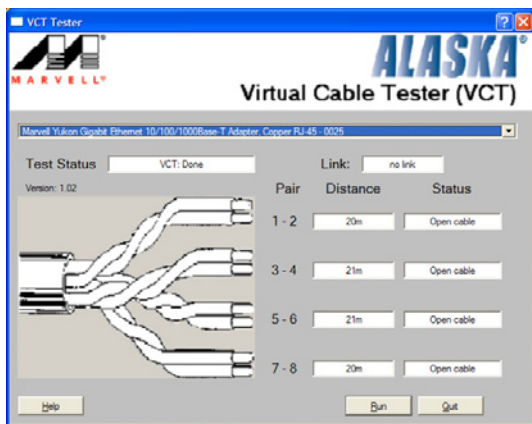 VCT Tester
MARVELL®
ALASKA®
Virtual Cable Tester (VCT)
Marvell Yukon Gigabit Ethernet 10/100/1000Base-T Adapter, Copper RJ-45 - 0025
Test Status VCT: Done Link: no link
Version: 1.02
Pair Distance Status
1 - 2 20m Open cable
3 - 4 21m Open cable
5 - 6 21m Open cable
7 - 8 20m Open cable
Help Run Quit